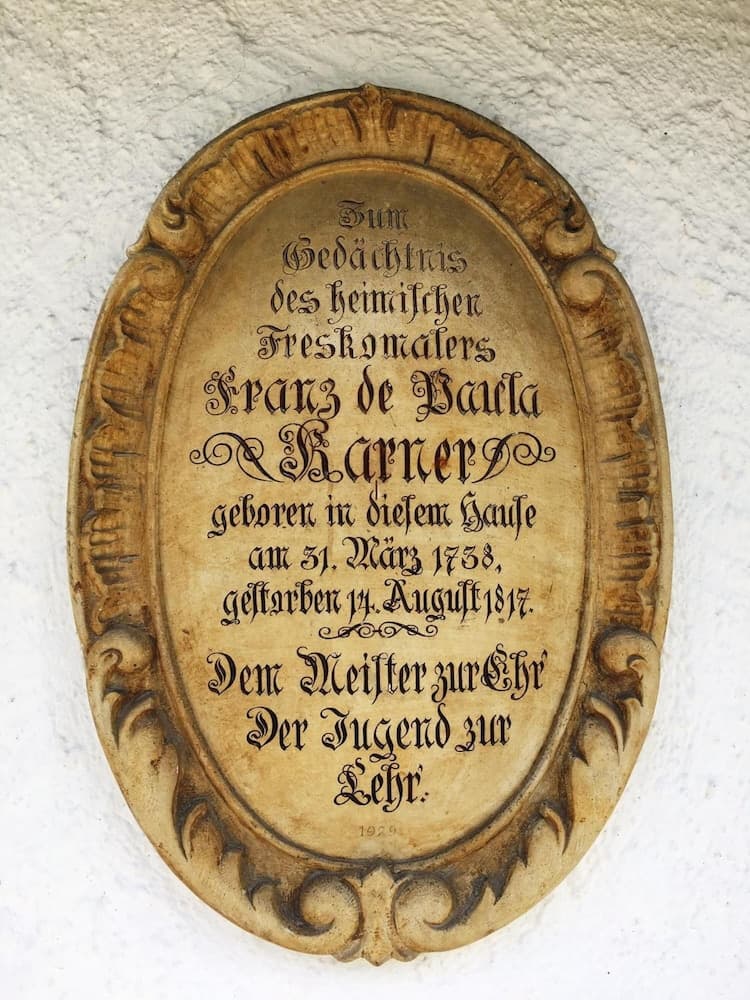 Zum
Gedächtnis
des heimischen
Freskomalers
Franz de Paula
Karner
geboren in diesem Hause
am 31. März 1738,
gestorben 14. August 1817.
Dem Meister zur Ehr
Der Jugend zur
Lehr.
1929